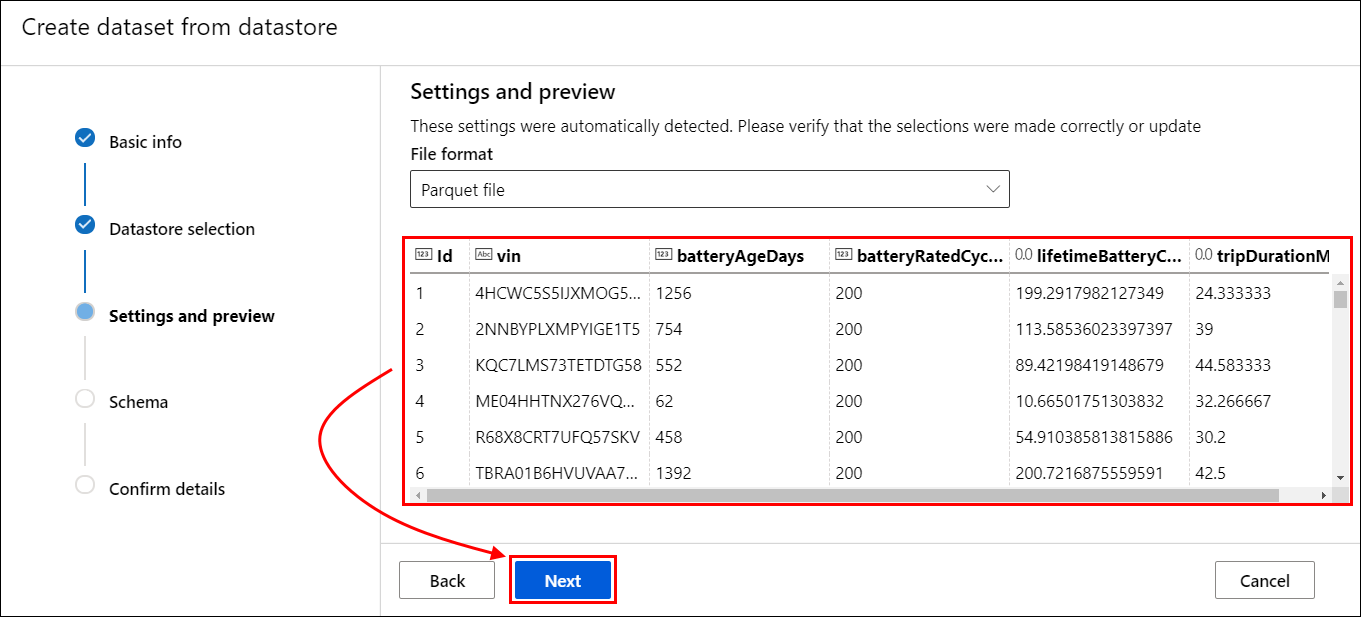 Create dataset from datastore
Basic info
Datastore selection
Settings and preview
Schema
Confirm details
Settings and preview
These settings were automatically detected. Please verify that the selections were made correctly or update
File format
Parquet file
123 Id Abc vin 123 batteryAgeDays 123 batteryRatedCyc... 0.0 lifetimeBatteryC... 0.0 tripDurationM
1 4HCWC5S5IJXMOG5... 1256 200 199.2917982127349 24.333333
2 2NNBYPLXMPYIGE1T5 754 200 113.58536023397397 39
3 KQC7LMS73TETDTG58 552 200 89.42198419148679 44.583333
4 ME04HHTNX276VQ... 62 200 10.66501751303832 32.266667
5 R68X8CRT7UFQ57SKV 458 200 54.910385813815886 30.2
6 TBRA01B6HVUVAA7... 1392 200 200.7216875559591 42.5
Back Next Cancel